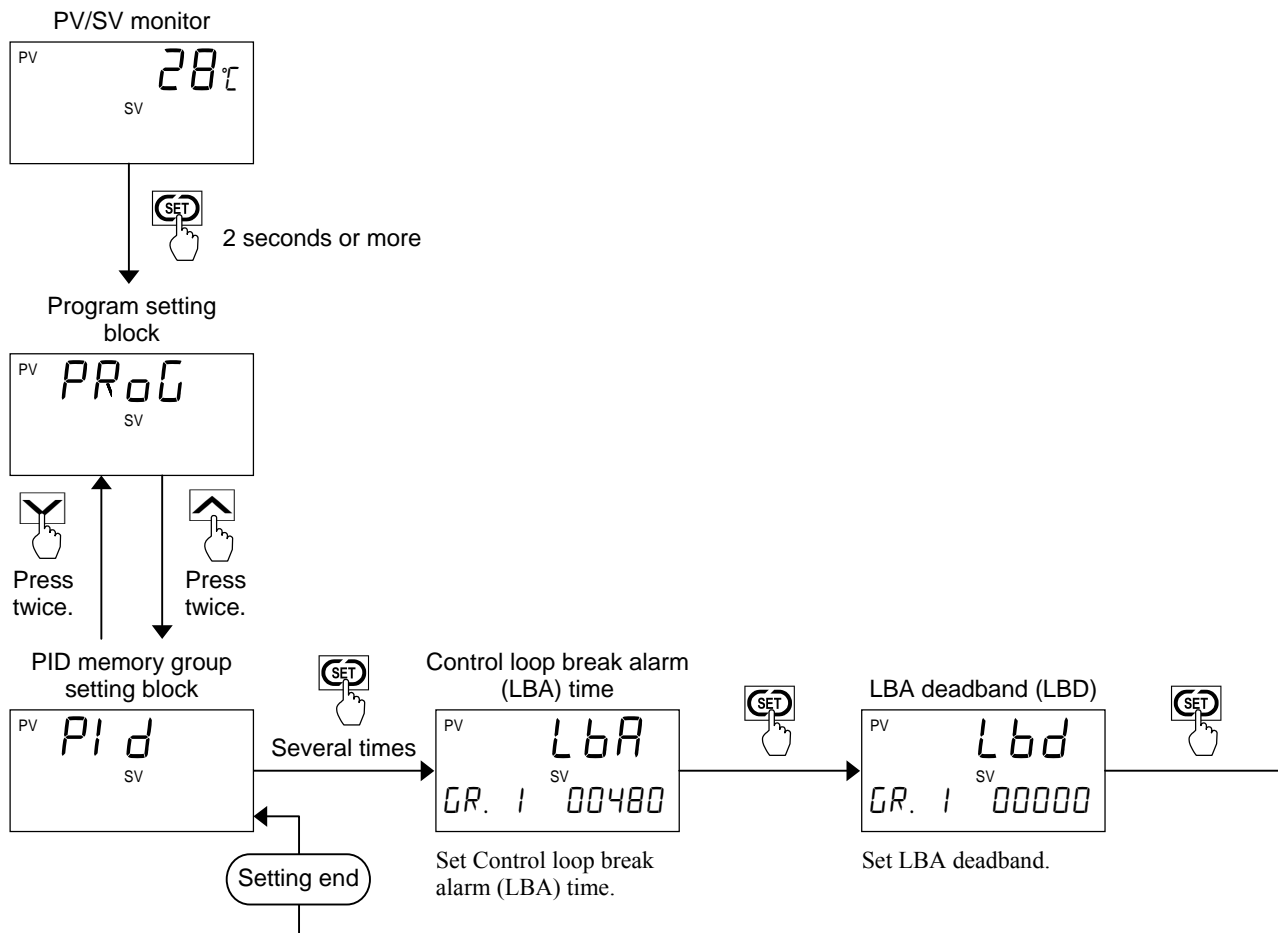 PV/SV monitor
PV
28℃
SV
SET
2 seconds or more
Program setting
block
PV
PRoG
SV
Press
twice.
Press
twice.
PID memory group
setting block
PV
PId
SV
SET
Several times
Control loop break alarm
(LBA) time
PV
LbA
SV
GR. 1 00480
Set Control loop break
alarm (LBA) time.
SET
LBA deadband (LBD)
PV
Lbd
SV
GR. 1 00000
Set LBA deadband.
SET
Setting end